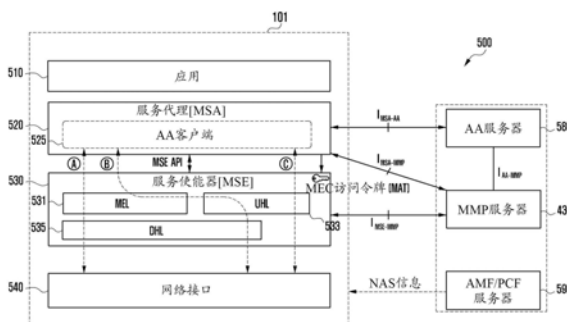 101
500
510
应用
服务代理[MSA]
520
AA客户端
525
I MSA-AA
AA服务器
I MSA-MMP
I AA-MMP
Ⓐ
Ⓑ
MSE API
Ⓒ
530
服务使能器[MSE]
MEC访问令牌 [MAT]
531
MEL
UHL
533
535
DHL
I MSE-MMP
MMP服务器
540
网络接口
NAS信息
AMF/PCF
服务器